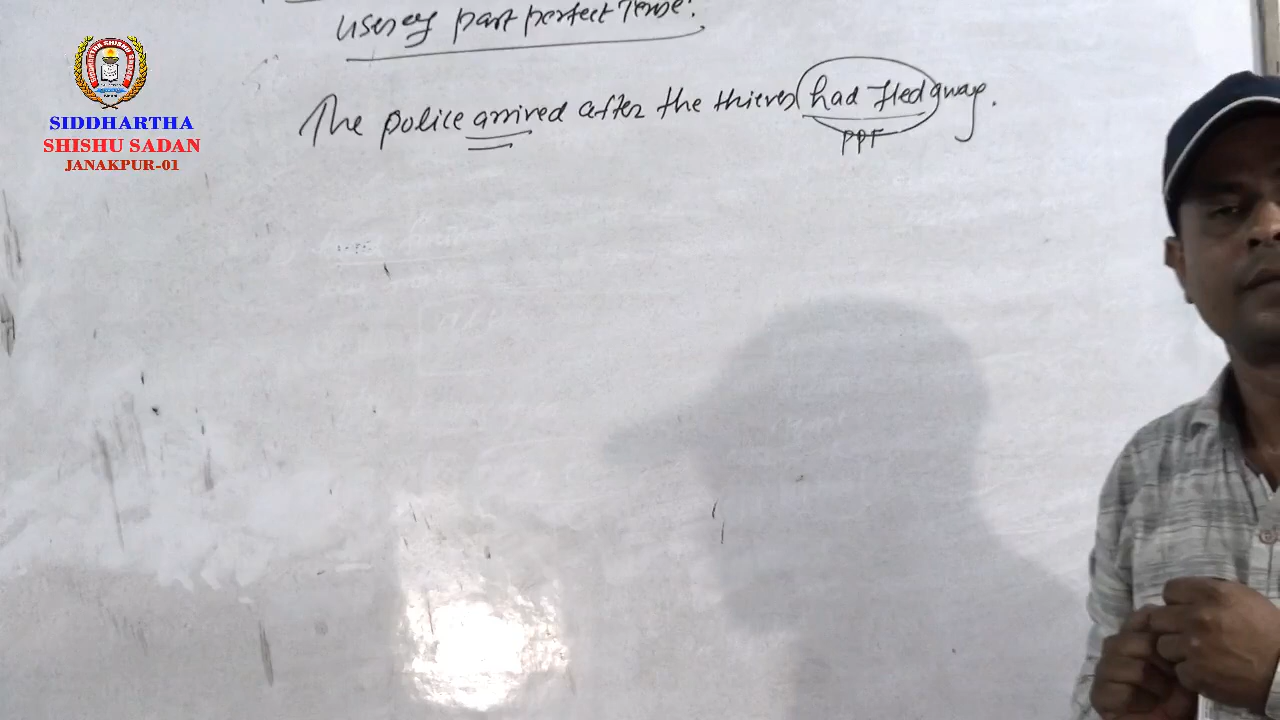 uses of past perfect Tense.
The police arrived after the thieves had fled away.
PPT
SIDDHARTHA
SHISHU SADAN
JANAKPUR-01